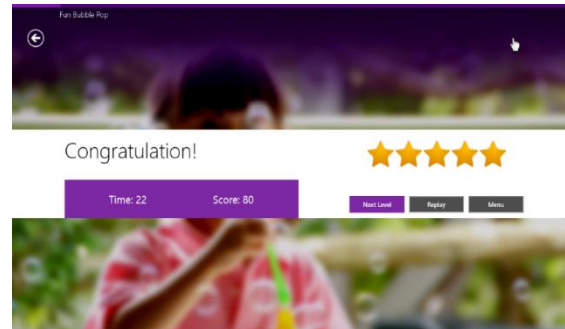 Fun Bubble Pop
Congratulation!
Time: 22 Score: 80
Next Level Replay Menu